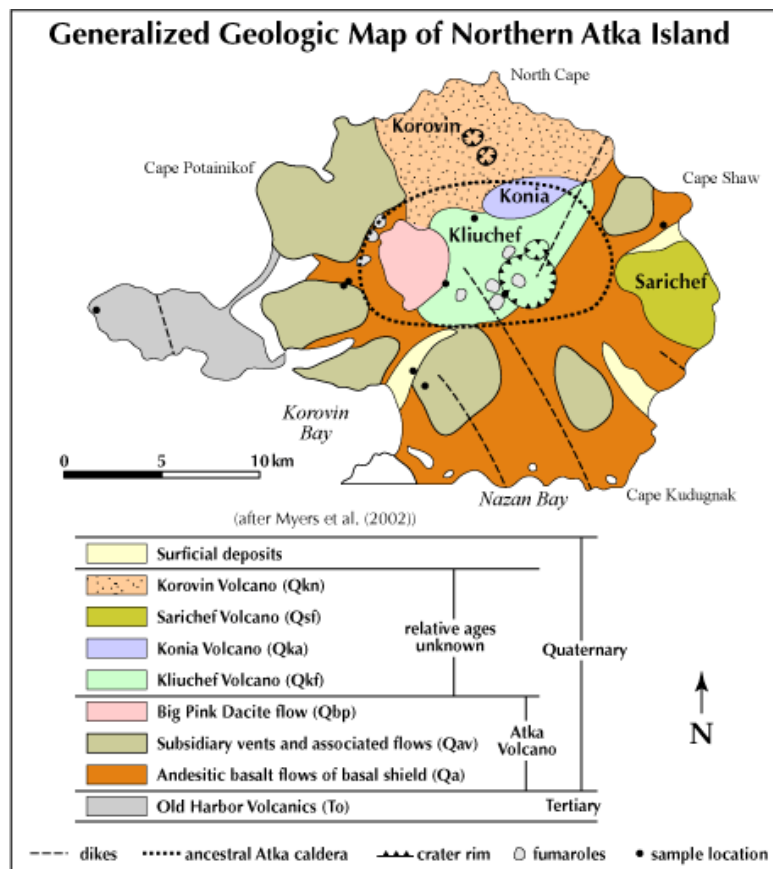 Generalized Geologic Map of Northern Atka Island
North Cape
Korovin
Cape Potainikof
Cape Shaw
Konia
Kliuchef
Sarichef
Korovin
Bay
0 5 10 km
Nazan Bay
Cape Kudugnak
(after Myers et al. (2002))
Surficial deposits
Korovin Volcano (Qkn)
Sarichef Volcano (Qsf)
relative ages
unknown
Konia Volcano (Qka)
Quaternary
Kliuchef Volcano (Qkf)
Big Pink Dacite flow (Qbp)
Atka
Volcano
Subsidiary vents and associated flows (Qav)
N
Andesitic basalt flows of basal shield (Qa)
Old Harbor Volcanics (To)
Tertiary
dikes ancestral Atka caldera crater rim fumaroles sample location